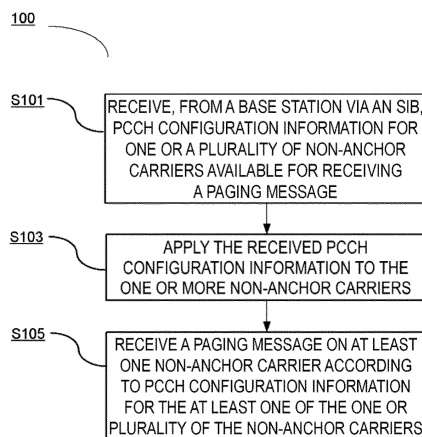 100
S101
RECEIVE, FROM A BASE STATION VIA AN SIB,
PCCH CONFIGURATION INFORMATION FOR
ONE OR A PLURALITY OF NON-ANCHOR
CARRIERS AVAILABLE FOR RECEIVING
A PAGING MESSAGE
S103
APPLY THE RECEIVED PCCH
CONFIGURATION INFORMATION TO THE
ONE OR MORE NON-ANCHOR CARRIERS
S105
RECEIVE A PAGING MESSAGE ON AT LEAST
ONE NON-ANCHOR CARRIER ACCORDING
TO PCCH CONFIGURATION INFORMATION
FOR THE AT LEAST ONE OF THE ONE OR
PLURALITY OF THE NON-ANCHOR CARRIERS